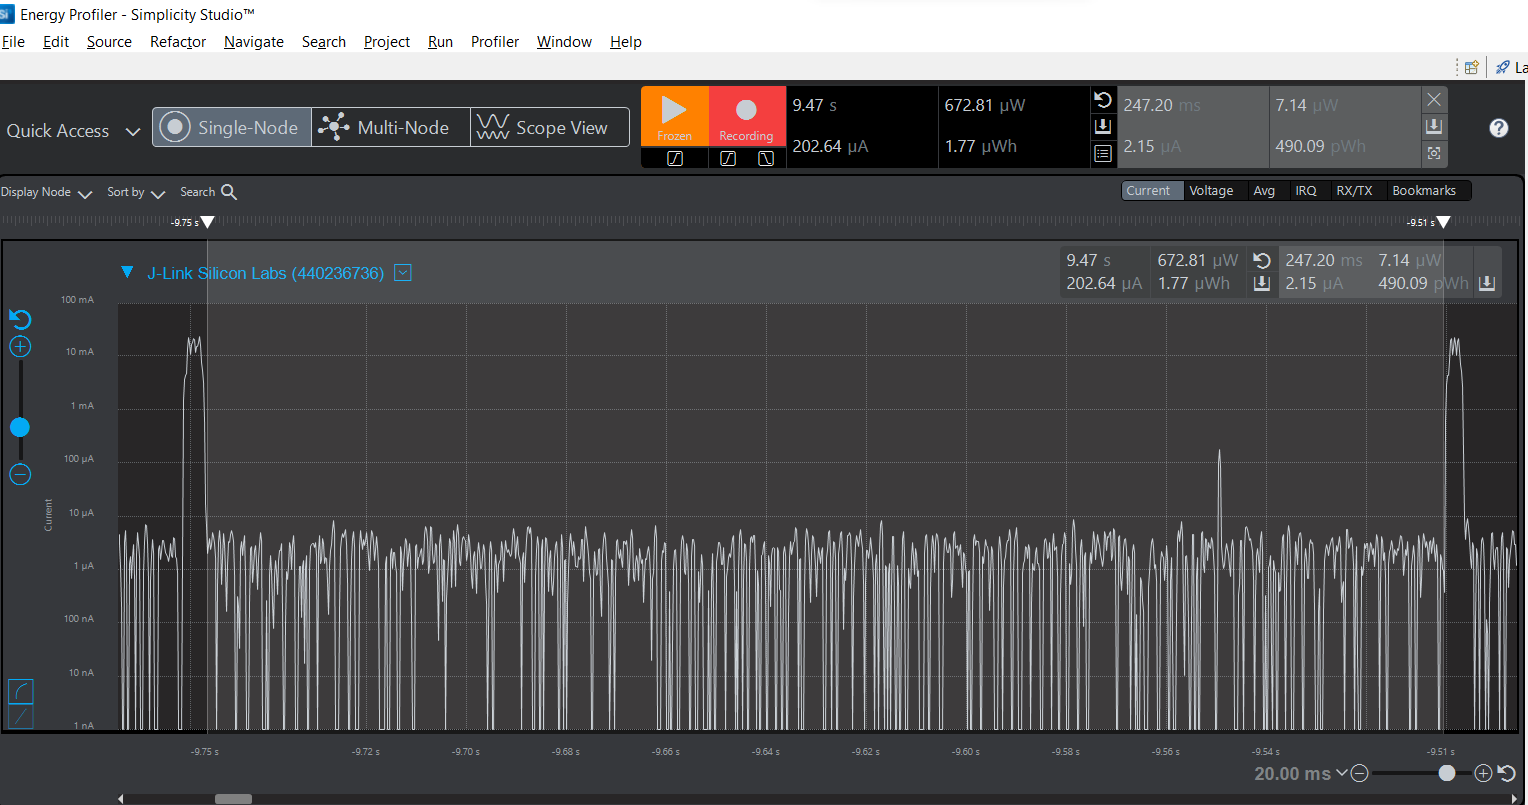 Si Energy Profiler - Simplicity Studio™
File Edit Source Refactor Navigate Search Project Run Profiler Window Help
La
Quick Access Single-Node Multi-Node Scope View
Frozen Recording
9.47 s 672.81 µW 247.20 ms 7.14 µW
202.64 µA 1.77 µWh 2.15 µA 490.09 pWh
?
Display Node Sort by Search
Current Voltage Avg IRQ RX/TX Bookmarks
-9.75 s -9.51 s
J-Link Silicon Labs (440236736)
9.47 s 672.81 µW 247.20 ms 7.14 µW
202.64 µA 1.77 µWh 2.15 µA 490.09 pWh
100 mA
10 mA
1 mA
100 µA
10 µA
Current
1 µA
100 nA
10 nA
1 nA
-9.75 s -9.72 s -9.70 s -9.68 s -9.66 s -9.64 s -9.62 s -9.60 s -9.58 s -9.56 s -9.54 s -9.51 s
20.00 ms